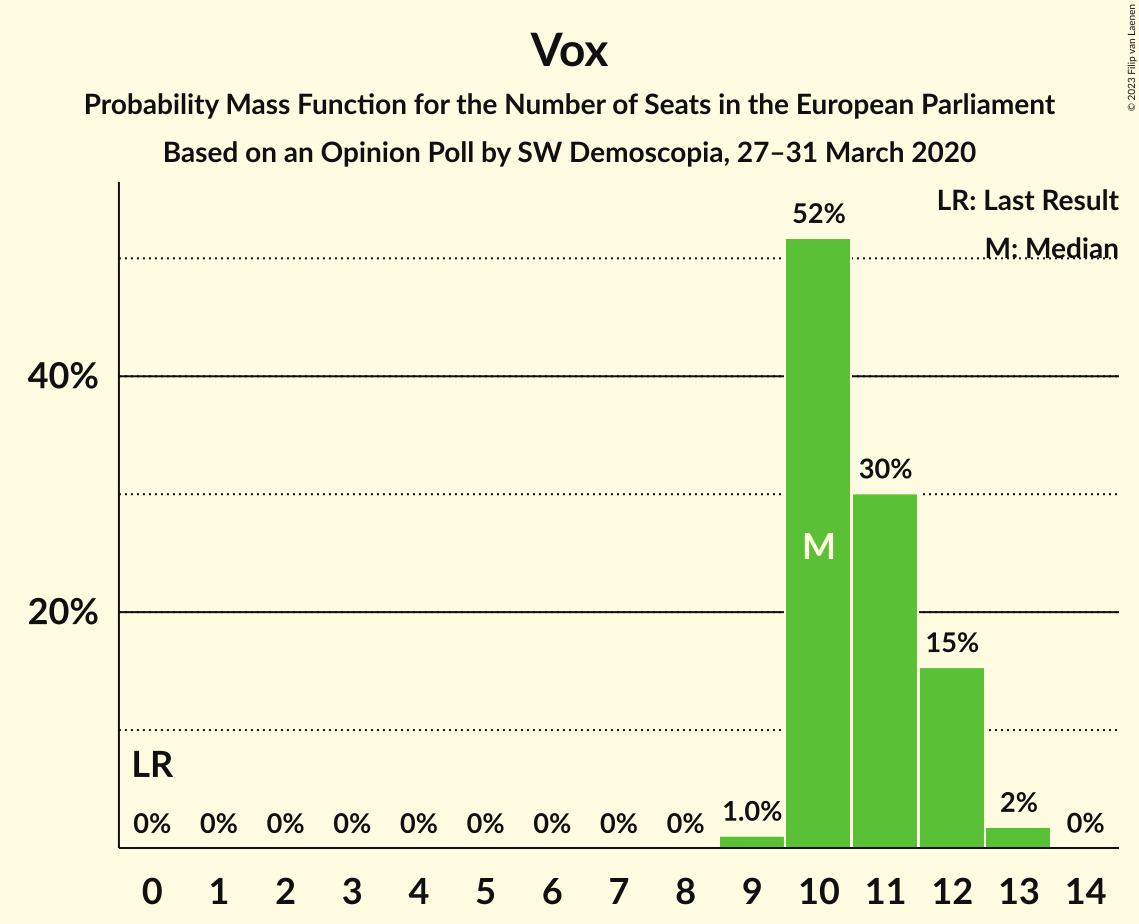 Vox
Probability Mass Function for the Number of Seats in the European Parliament
Based on an Opinion Poll by SW Demoscopia, 27–31 March 2020
© 2023 Filip van Laenen
LR: Last Result
M: Median
52%
40%
30%
M
20%
15%
LR
0% 0% 0% 0% 0% 0% 0% 0% 0% 1.0% 2% 0%
0 1 2 3 4 5 6 7 8 9 10 11 12 13 14